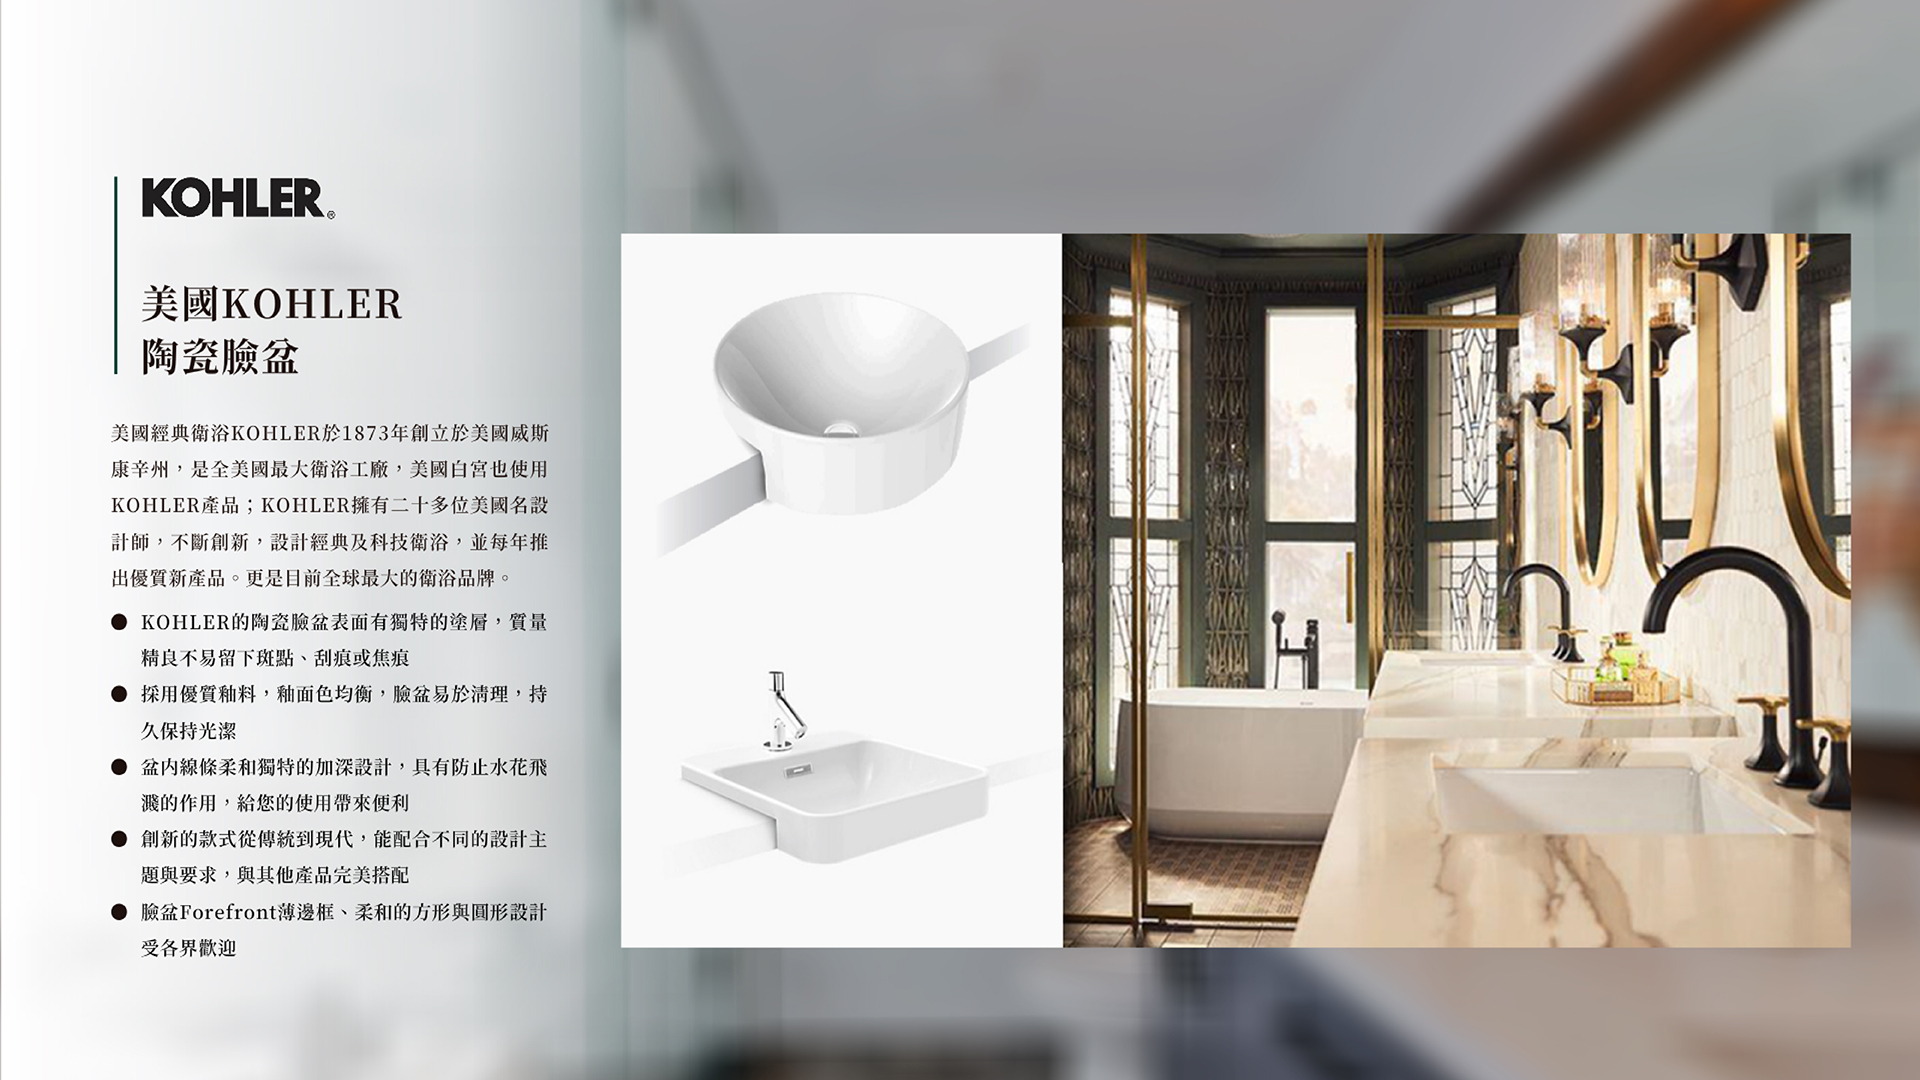 KOHLER®
美國KOHLER
陶瓷臉盆
美國經典衛浴KOHLER於1873年創立於美國威斯
康辛州，是全美國最大衛浴工廠，美國白宮也使用
KOHLER產品；KOHLER擁有二十多位美國名設
計師，不斷創新，設計經典及科技衛浴，並每年推
出優質新產品。更是目前全球最大的衛浴品牌。
● KOHLER的陶瓷臉盆表面有獨特的塗層，質量
精良不易留下斑點、刮痕或焦痕
● 採用優質釉料，釉面色均衡，臉盆易於清理，持
久保持光潔
● 盆內線條柔和獨特的加深設計，具有防止水花飛
濺的作用，給您的使用帶來便利
● 創新的款式從傳統到現代，能配合不同的設計主
題與要求，與其他產品完美搭配
● 臉盆Forefront薄邊框、柔和的方形與圓形設計
受各界歡迎